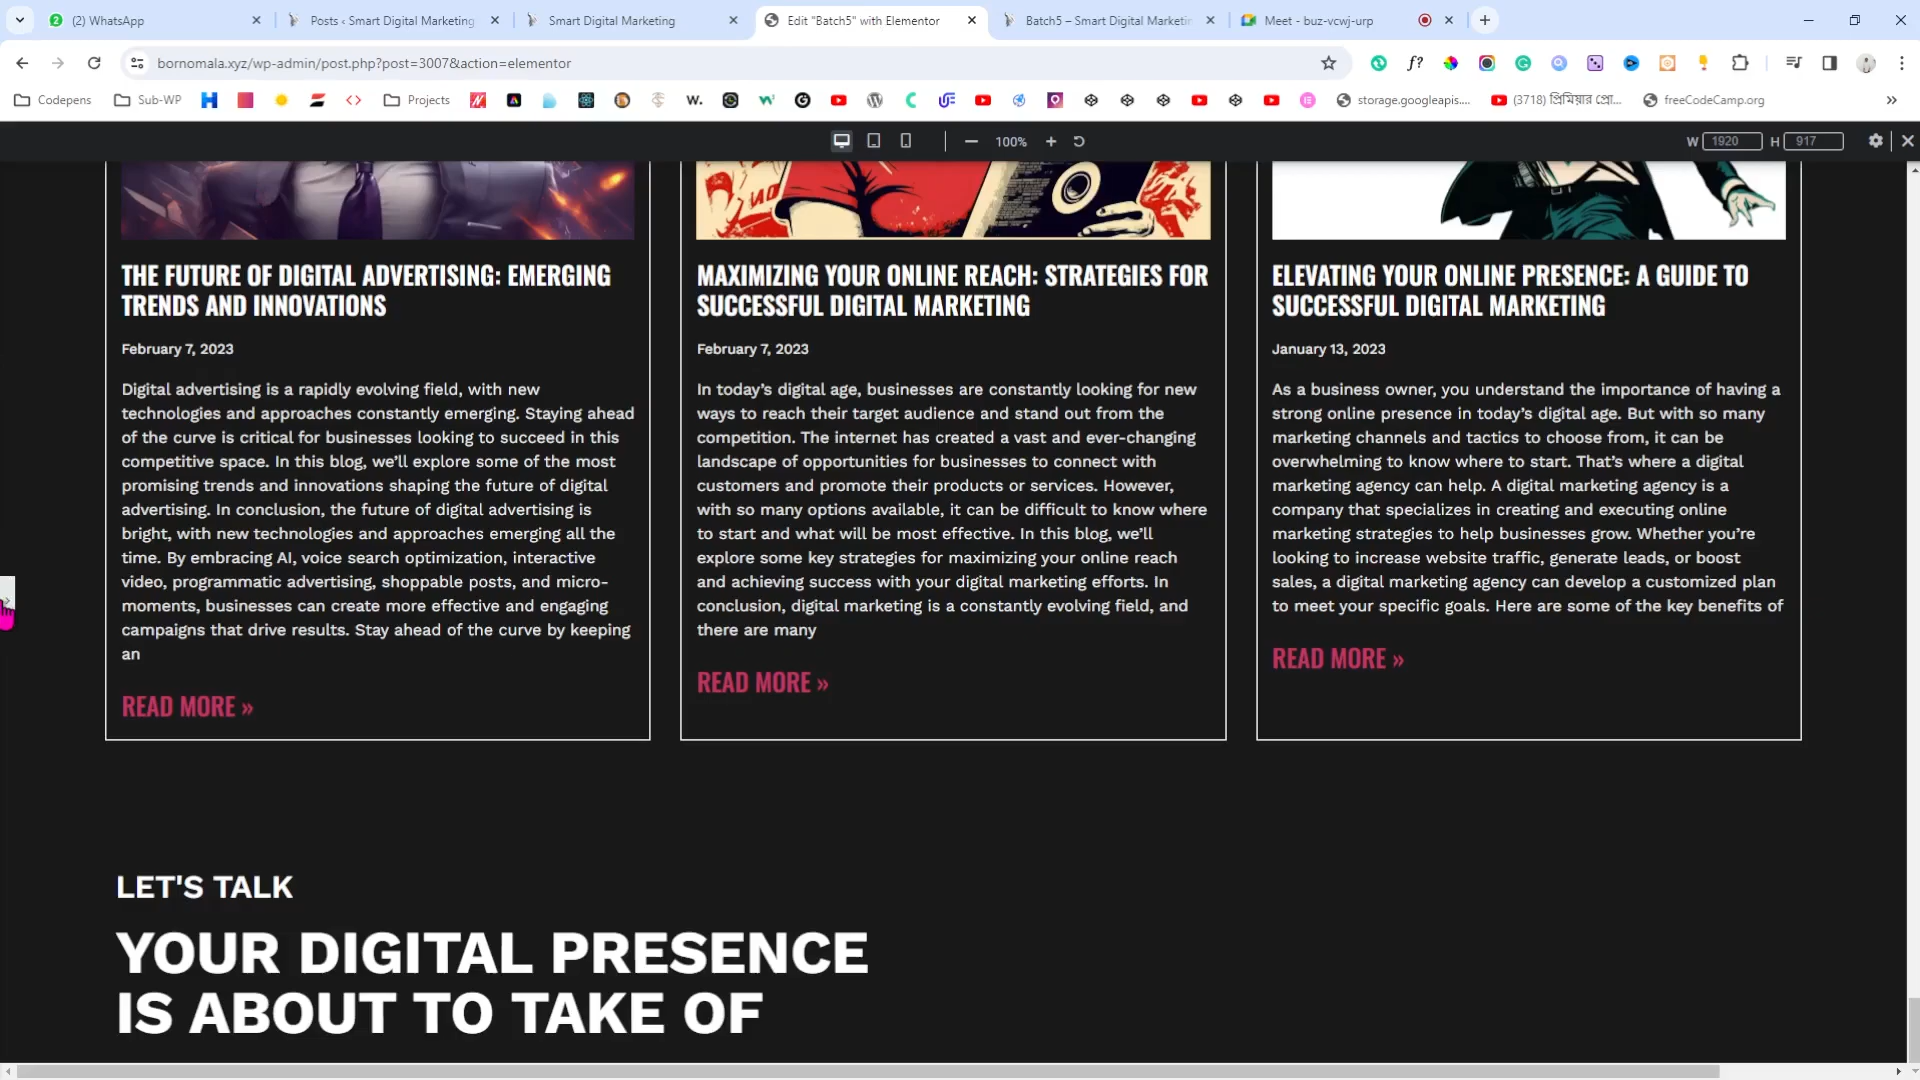 (2) WhatsApp
Posts ‹ Smart Digital Marketing
Smart Digital Marketing
Edit "Batch5" with Elementor
Batch5 – Smart Digital Marketin
Meet - buz-vcwj-urp
bornomala.xyz/wp-admin/post.php?post=3007&action=elementor
Codepens
Sub-WP
Projects
storage.googleapis....
(3718) প্রিমিয়ার প্রো...
freeCodeCamp.org
100%
W 1920 H 917
THE FUTURE OF DIGITAL ADVERTISING: EMERGING
TRENDS AND INNOVATIONS
February 7, 2023
Digital advertising is a rapidly evolving field, with new
technologies and approaches constantly emerging. Staying ahead
of the curve is critical for businesses looking to succeed in this
competitive space. In this blog, we’ll explore some of the most
promising trends and innovations shaping the future of digital
advertising. In conclusion, the future of digital advertising is
bright, with new technologies and approaches emerging all the
time. By embracing AI, voice search optimization, interactive
video, programmatic advertising, shoppable posts, and micro-
moments, businesses can create more effective and engaging
campaigns that drive results. Stay ahead of the curve by keeping
an
READ MORE »
MAXIMIZING YOUR ONLINE REACH: STRATEGIES FOR
SUCCESSFUL DIGITAL MARKETING
February 7, 2023
In today’s digital age, businesses are constantly looking for new
ways to reach their target audience and stand out from the
competition. The internet has created a vast and ever-changing
landscape of opportunities for businesses to connect with
customers and promote their products or services. However,
with so many options available, it can be difficult to know where
to start and what will be most effective. In this blog, we’ll
explore some key strategies for maximizing your online reach
and achieving success with your digital marketing efforts. In
conclusion, digital marketing is a constantly evolving field, and
there are many
READ MORE »
ELEVATING YOUR ONLINE PRESENCE: A GUIDE TO
SUCCESSFUL DIGITAL MARKETING
January 13, 2023
As a business owner, you understand the importance of having a
strong online presence in today’s digital age. But with so many
marketing channels and tactics to choose from, it can be
overwhelming to know where to start. That’s where a digital
marketing agency can help. A digital marketing agency is a
company that specializes in creating and executing online
marketing strategies to help businesses grow. Whether you’re
looking to increase website traffic, generate leads, or boost
sales, a digital marketing agency can develop a customized plan
to meet your specific goals. Here are some of the key benefits of
READ MORE »
LET'S TALK
YOUR DIGITAL PRESENCE
IS ABOUT TO TAKE OF